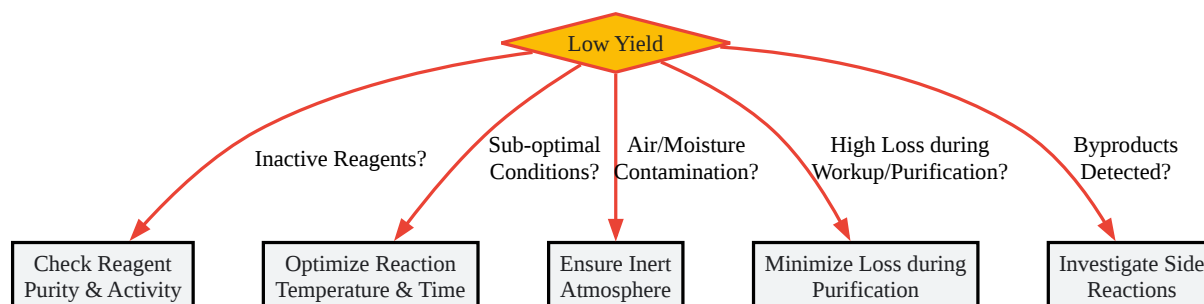 Low Yield
Inactive Reagents?
Sub-optimal
Conditions?
Air/Moisture
Contamination?
High Loss during
Workup/Purification?
Byproducts
Detected?
Check Reagent
Purity & Activity
Optimize Reaction
Temperature & Time
Ensure Inert
Atmosphere
Minimize Loss during
Purification
Investigate Side
Reactions